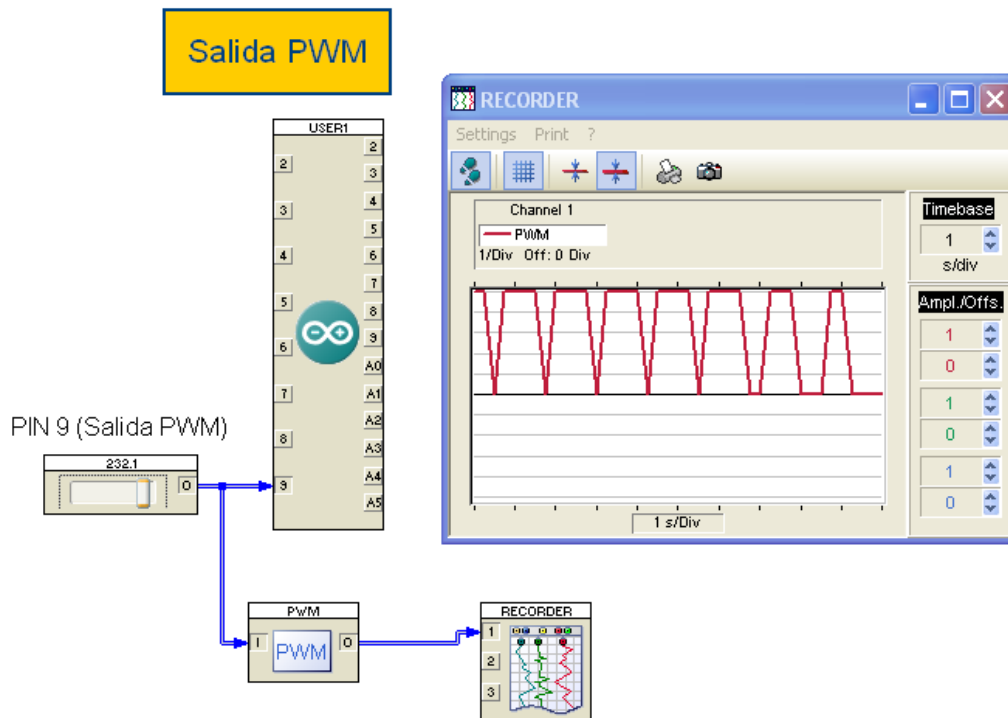 Salida PWM
USER1
2
3
4
5
6
7
8
9
2
3
4
5
6
7
8
9
A0
A1
A2
A3
A4
A5
PIN 9 (Salida PWM)
232.1
O
PWM
I
PWM
O
RECORDER
1
2
3
RECORDER
Settings Print ?
Channel 1
PWM
1/Div Off: 0 Div
1 s/Div
Timebase
1
s/div
Ampl./Offs.
1
0
1
0
1
0